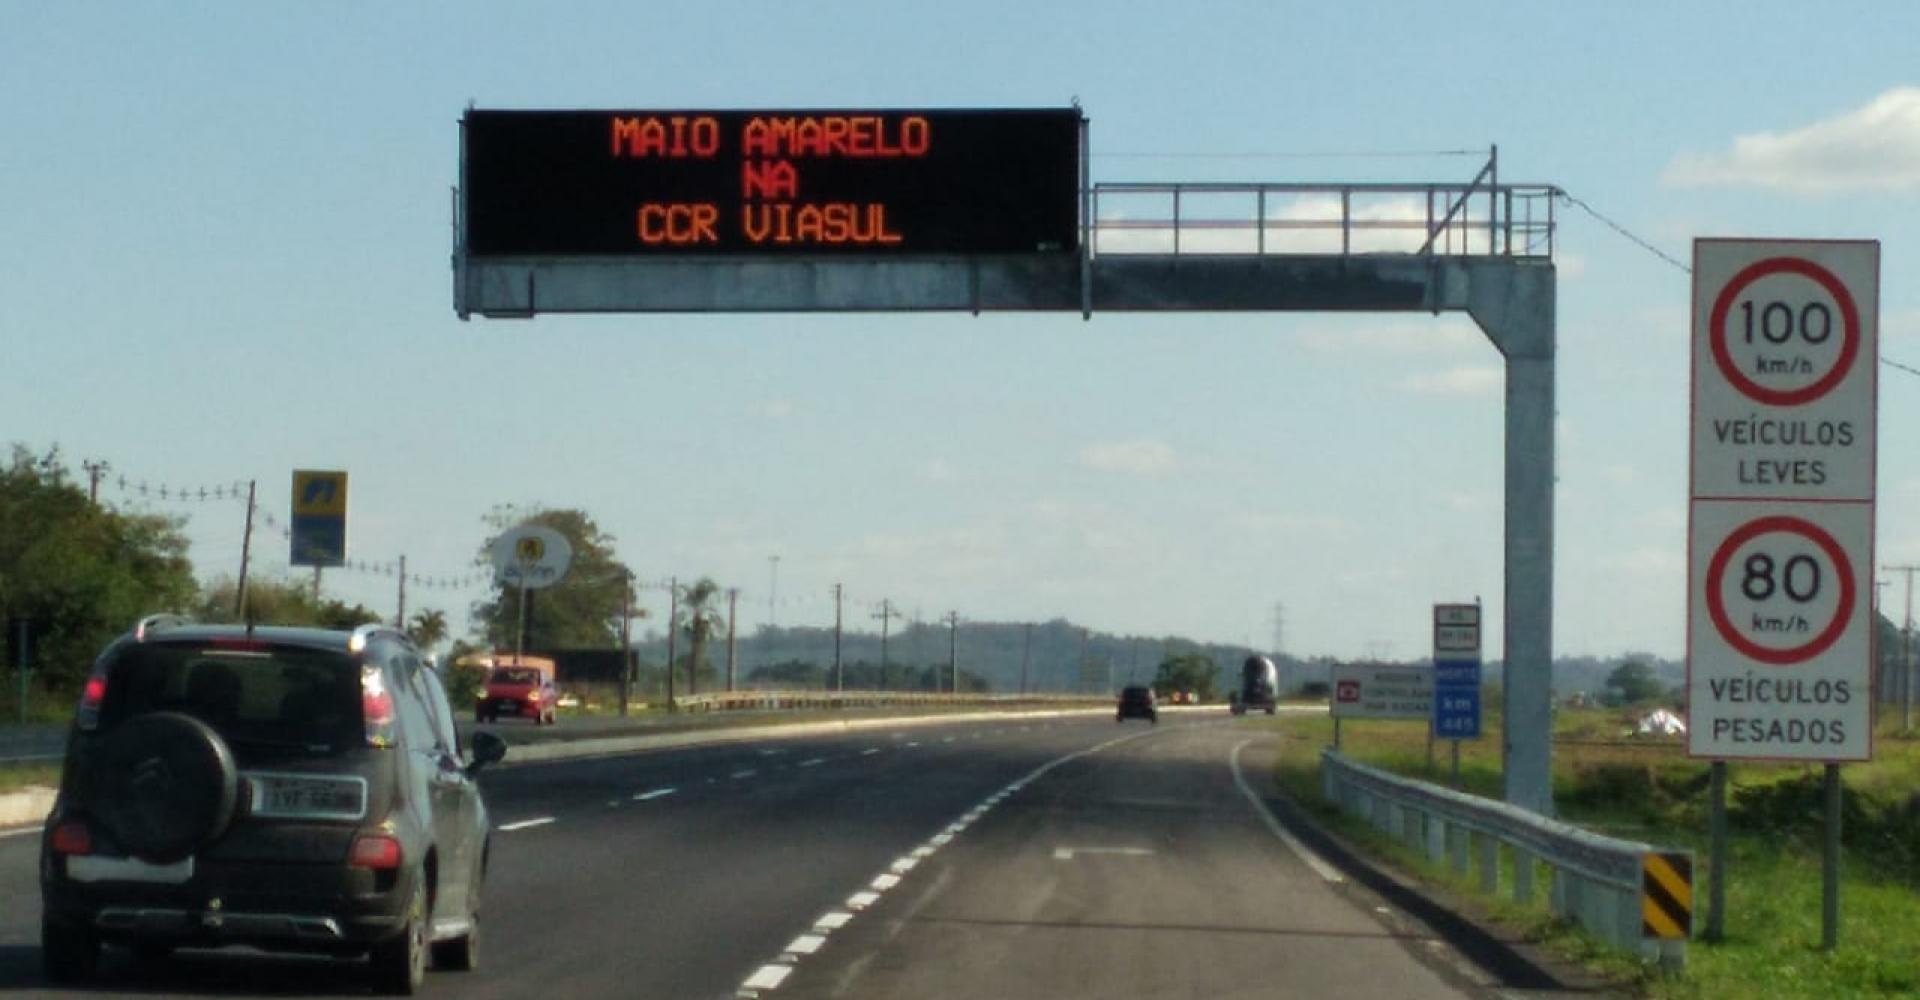 MAIO AMARELO
NA
CCR VIASUL
100
km/h
VEÍCULOS
LEVES
80
km/h
VEÍCULOS
PESADOS
NORTE
km
445